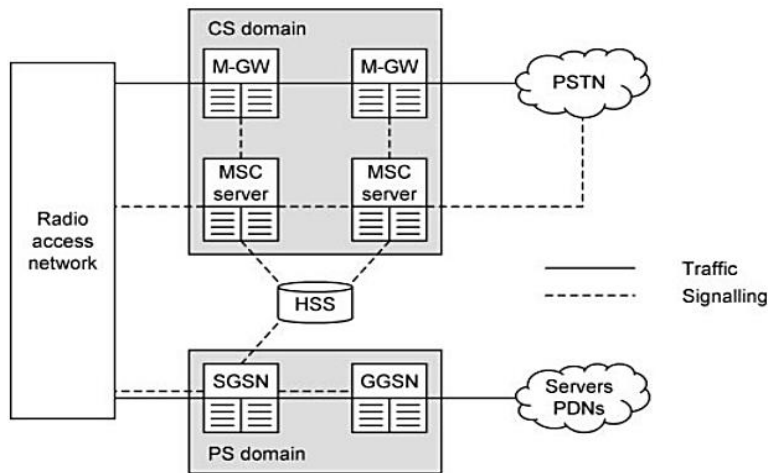 CS domain
M-GW
M-GW
PSTN
MSC
server
MSC
server
Radio
access
network
HSS
Traffic
Signalling
SGSN
GGSN
Servers
PDNs
PS domain